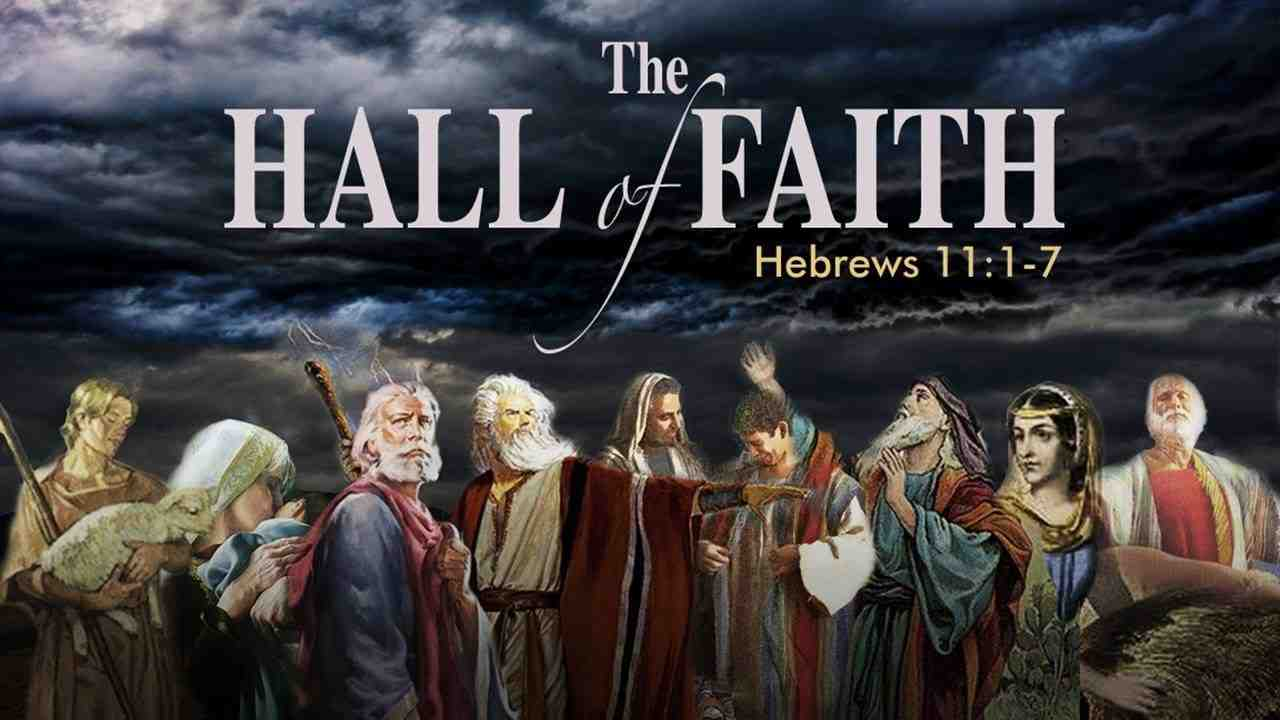 The
HALL of FAITH
Hebrews 11:1-7